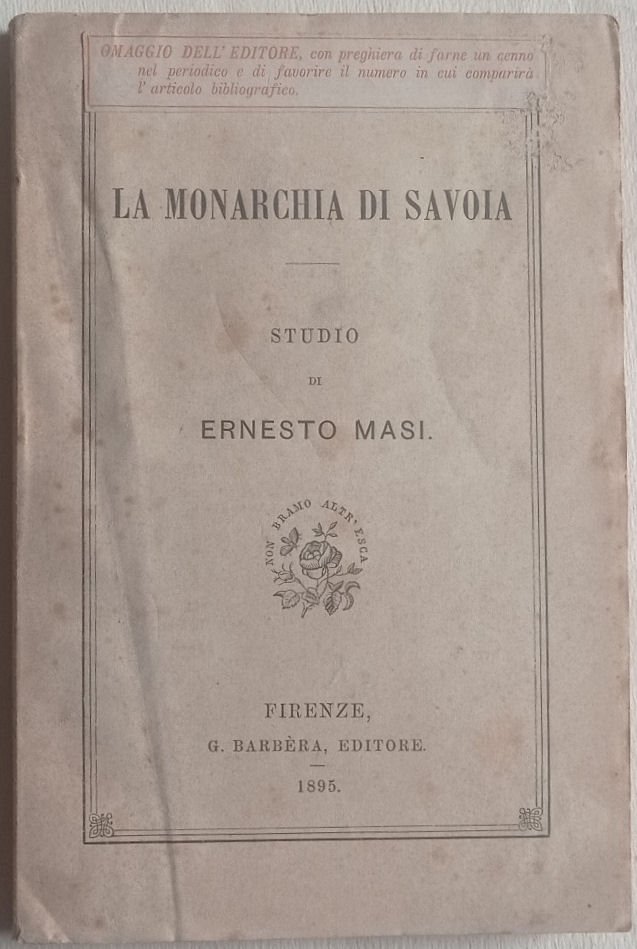 OMAGGIO DELL' EDITORE, con preghiera di farne un cenno
nel periodico e di favorire il numero in cui comparirà
l' articolo bibliografico.
LA MONARCHIA DI SAVOIA
STUDIO
DI
ERNESTO MASI.
NON BRAMO ALTR' ESCA
FIRENZE,
G. BARBÈRA, EDITORE.
1895.